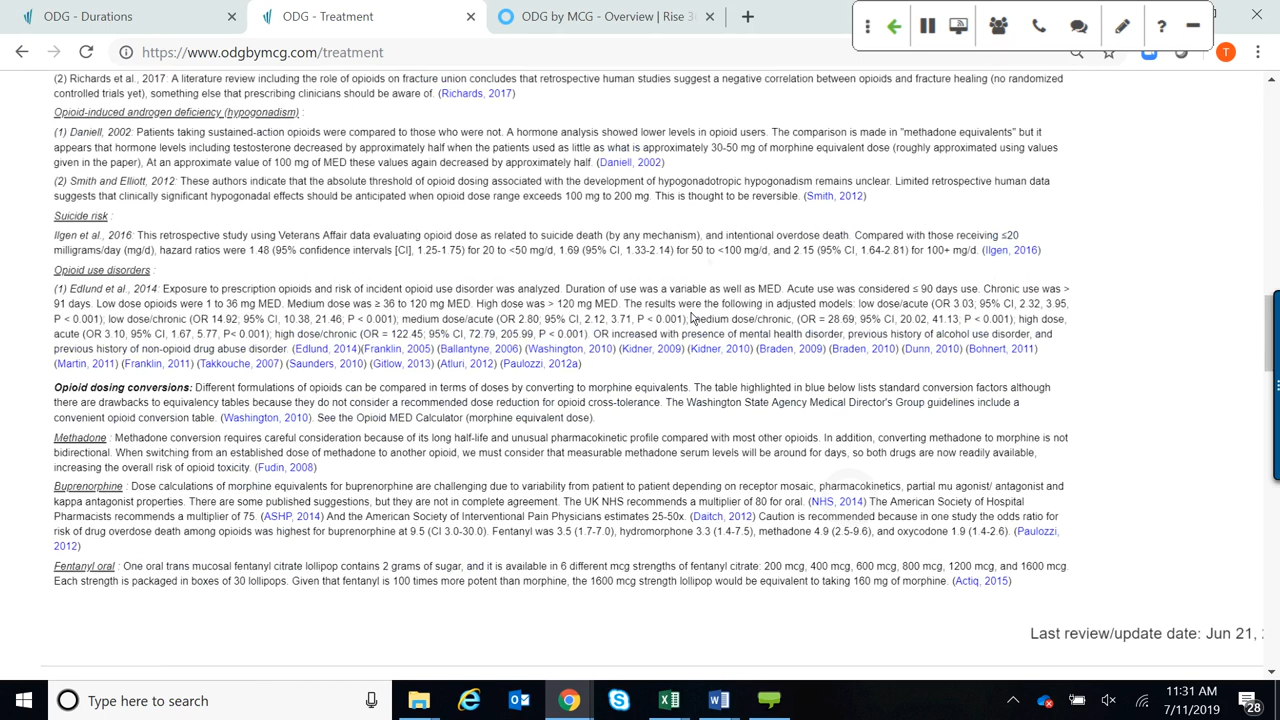 ODG - Durations
ODG - Treatment
ODG by MCG - Overview | Rise 36
https://www.odgbymcg.com/treatment
T
(2) Richards et al., 2017: A literature review including the role of opioids on fracture union concludes that retrospective human studies suggest a negative correlation between opioids and fracture healing (no randomized
controlled trials yet), something else that prescribing clinicians should be aware of. (Richards, 2017)
Opioid-induced androgen deficiency (hypogonadism) :
(1) Daniell, 2002: Patients taking sustained-action opioids were compared to those who were not. A hormone analysis showed lower levels in opioid users. The comparison is made in "methadone equivalents" but it
appears that hormone levels including testosterone decreased by approximately half when the patients used as little as what is approximately 30-50 mg of morphine equivalent dose (roughly approximated using values
given in the paper), At an approximate value of 100 mg of MED these values again decreased by approximately half. (Daniell, 2002)
(2) Smith and Elliott, 2012: These authors indicate that the absolute threshold of opioid dosing associated with the development of hypogonadotropic hypogonadism remains unclear. Limited retrospective human data
suggests that clinically significant hypogonadal effects should be anticipated when opioid dose range exceeds 100 mg to 200 mg. This is thought to be reversible. (Smith, 2012)
Suicide risk :
Ilgen et al., 2016: This retrospective study using Veterans Affair data evaluating opioid dose as related to suicide death (by any mechanism), and intentional overdose death. Compared with those receiving ≤20
milligrams/day (mg/d), hazard ratios were 1.48 (95% confidence intervals [CI], 1.25-1.75) for 20 to <50 mg/d, 1.69 (95% CI, 1.33-2.14) for 50 to <100 mg/d, and 2.15 (95% CI, 1.64-2.81) for 100+ mg/d. (Ilgen, 2016)
Opioid use disorders :
(1) Edlund et al., 2014: Exposure to prescription opioids and risk of incident opioid use disorder was analyzed. Duration of use was a variable as well as MED. Acute use was considered ≤ 90 days use. Chronic use was >
91 days. Low dose opioids were 1 to 36 mg MED. Medium dose was ≥ 36 to 120 mg MED. High dose was > 120 mg MED. The results were the following in adjusted models: low dose/acute (OR 3.03; 95% CI, 2.32, 3.95,
P < 0.001), low dose/chronic (OR 14.92; 95% CI, 10.38, 21.46, P < 0.001), medium dose/acute (OR 2.80; 95% CI, 2.12, 3.71, P < 0.001), medium dose/chronic, (OR = 28.69; 95% CI, 20.02, 41.13, P < 0.001), high dose,
acute (OR 3.10, 95% CI, 1.67, 5.77, P< 0.001), high dose/chronic (OR = 122.45; 95% CI, 72.79, 205.99, P < 0.001). OR increased with presence of mental health disorder, previous history of alcohol use disorder, and
previous history of non-opioid drug abuse disorder. (Edlund, 2014)(Franklin, 2005) (Ballantyne, 2006) (Washington, 2010) (Kidner, 2009) (Kidner, 2010) (Braden, 2009) (Braden, 2010) (Dunn, 2010) (Bohnert, 2011)
(Martin, 2011) (Franklin, 2011) (Takkouche, 2007) (Saunders, 2010) (Gitlow, 2013) (Atluri, 2012) (Paulozzi, 2012a)
Opioid dosing conversions: Different formulations of opioids can be compared in terms of doses by converting to morphine equivalents. The table highlighted in blue below lists standard conversion factors although
there are drawbacks to equivalency tables because they do not consider a recommended dose reduction for opioid cross-tolerance. The Washington State Agency Medical Director's Group guidelines include a
convenient opioid conversion table. (Washington, 2010). See the Opioid MED Calculator (morphine equivalent dose).
Methadone : Methadone conversion requires careful consideration because of its long half-life and unusual pharmacokinetic profile compared with most other opioids. In addition, converting methadone to morphine is not
bidirectional. When switching from an established dose of methadone to another opioid, we must consider that measurable methadone serum levels will be around for days, so both drugs are now readily available,
increasing the overall risk of opioid toxicity. (Fudin, 2008)
Buprenorphine : Dose calculations of morphine equivalents for buprenorphine are challenging due to variability from patient to patient depending on receptor mosaic, pharmacokinetics, partial mu agonist/ antagonist and
kappa antagonist properties. There are some published suggestions, but they are not in complete agreement. The UK NHS recommends a multiplier of 80 for oral. (NHS, 2014) The American Society of Hospital
Pharmacists recommends a multiplier of 75. (ASHP, 2014) And the American Society of Interventional Pain Physicians estimates 25-50x. (Daitch, 2012) Caution is recommended because in one study the odds ratio for
risk of drug overdose death among opioids was highest for buprenorphine at 9.5 (CI 3.0-30.0). Fentanyl was 3.5 (1.7-7.0), hydromorphone 3.3 (1.4-7.5), methadone 4.9 (2.5-9.6), and oxycodone 1.9 (1.4-2.6). (Paulozzi,
2012)
Fentanyl oral : One oral trans mucosal fentanyl citrate lollipop contains 2 grams of sugar, and it is available in 6 different mcg strengths of fentanyl citrate: 200 mcg, 400 mcg, 600 mcg, 800 mcg, 1200 mcg, and 1600 mcg.
Each strength is packaged in boxes of 30 lollipops. Given that fentanyl is 100 times more potent than morphine, the 1600 mcg strength lollipop would be equivalent to taking 160 mg of morphine. (Actiq, 2015)
Last review/update date: Jun 21,
Type here to search
11:31 AM
7/11/2019
28